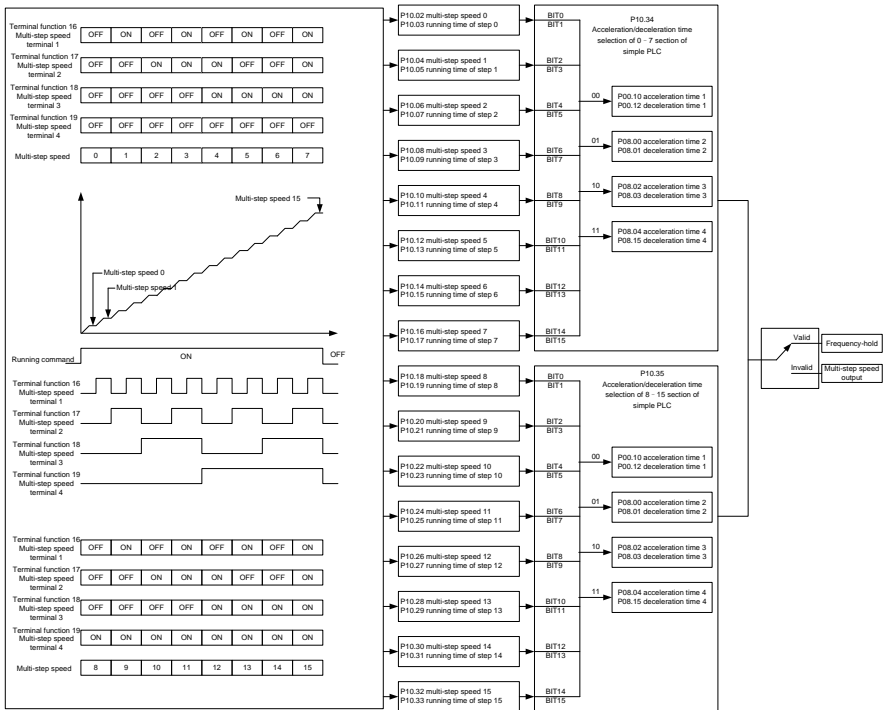 Terminal function 16
Multi-step speed
terminal 1
OFF ON OFF ON OFF ON OFF ON
Terminal function 17
Multi-step speed
terminal 2
OFF OFF ON ON OFF OFF ON ON
Terminal function 18
Multi-step speed
terminal 3
OFF OFF OFF OFF ON ON ON ON
Terminal function 19
Multi-step speed
terminal 4
OFF OFF OFF OFF OFF OFF OFF OFF
Multi-step speed
0 1 2 3 4 5 6 7
Multi-step speed 15
Multi-step speed 0
Multi-step speed 1
Running command
ON
OFF
Terminal function 16
Multi-step speed
terminal 1
Terminal function 17
Multi-step speed
terminal 2
Terminal function 18
Multi-step speed
terminal 3
Terminal function 19
Multi-step speed
terminal 4
Terminal function 16
Multi-step speed
terminal 1
OFF ON OFF ON OFF ON OFF ON
Terminal function 17
Multi-step speed
terminal 2
OFF OFF ON ON OFF OFF ON ON
Terminal function 18
Multi-step speed
terminal 3
OFF OFF OFF OFF ON ON ON ON
Terminal function 19
Multi-step speed
terminal 4
ON ON ON ON ON ON ON ON
Multi-step speed
8 9 10 11 12 13 14 15
P10.02 multi-step speed 0
P10.03 running time of step 0
P10.04 multi-step speed 1
P10.05 running time of step 1
P10.06 multi-step speed 2
P10.07 running time of step 2
P10.08 multi-step speed 3
P10.09 running time of step 3
P10.10 multi-step speed 4
P10.11 running time of step 4
P10.12 multi-step speed 5
P10.13 running time of step 5
P10.14 multi-step speed 6
P10.15 running time of step 6
P10.16 multi-step speed 7
P10.17 running time of step 7
P10.18 multi-step speed 8
P10.19 running time of step 8
P10.20 multi-step speed 9
P10.21 running time of step 9
P10.22 multi-step speed 10
P10.23 running time of step 10
P10.24 multi-step speed 11
P10.25 running time of step 11
P10.26 multi-step speed 12
P10.27 running time of step 12
P10.28 multi-step speed 13
P10.29 running time of step 13
P10.30 multi-step speed 14
P10.31 running time of step 14
P10.32 multi-step speed 15
P10.33 running time of step 15
BIT0
BIT1
BIT2
BIT3
BIT4
BIT5
BIT6
BIT7
BIT8
BIT9
BIT10
BIT11
BIT12
BIT13
BIT14
BIT15
P10.34
Acceleration/deceleration time
selection of 0 - 7 section of
simple PLC
00
P00.10 acceleration time 1
P00.12 deceleration time 1
01
P08.00 acceleration time 2
P08.01 deceleration time 2
10
P08.02 acceleration time 3
P08.03 deceleration time 3
11
P08.04 acceleration time 4
P08.15 deceleration time 4
BIT0
BIT1
BIT2
BIT3
BIT4
BIT5
BIT6
BIT7
BIT8
BIT9
BIT10
BIT11
BIT12
BIT13
BIT14
BIT15
P10.35
Acceleration/deceleration time
selection of 8 - 15 section of
simple PLC
00
P00.10 acceleration time 1
P00.12 deceleration time 1
01
P08.00 acceleration time 2
P08.01 deceleration time 2
10
P08.02 acceleration time 3
P08.03 deceleration time 3
11
P08.04 acceleration time 4
P08.15 deceleration time 4
Valid
Frequency-hold
Invalid
Multi-step speed
output